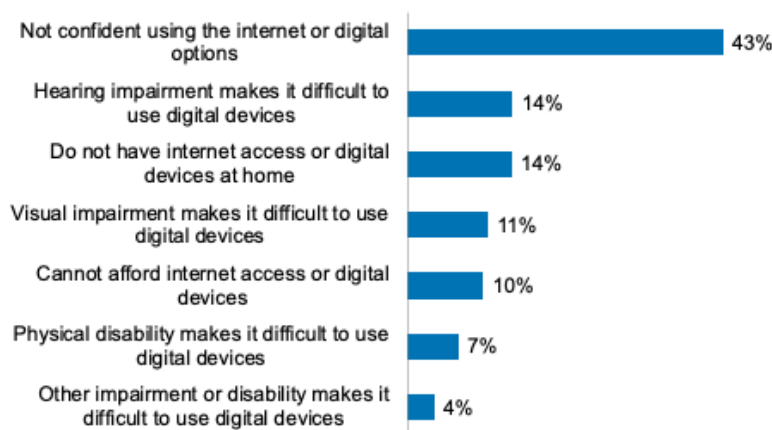 Not confident using the internet or digital
options
43%
Hearing impairment makes it difficult to
use digital devices
14%
Do not have internet access or digital
devices at home
14%
Visual impairment makes it difficult to use
digital devices
11%
Cannot afford internet access or digital
devices
10%
Physical disability makes it difficult to use
digital devices
7%
Other impairment or disability makes it
difficult to use digital devices
4%